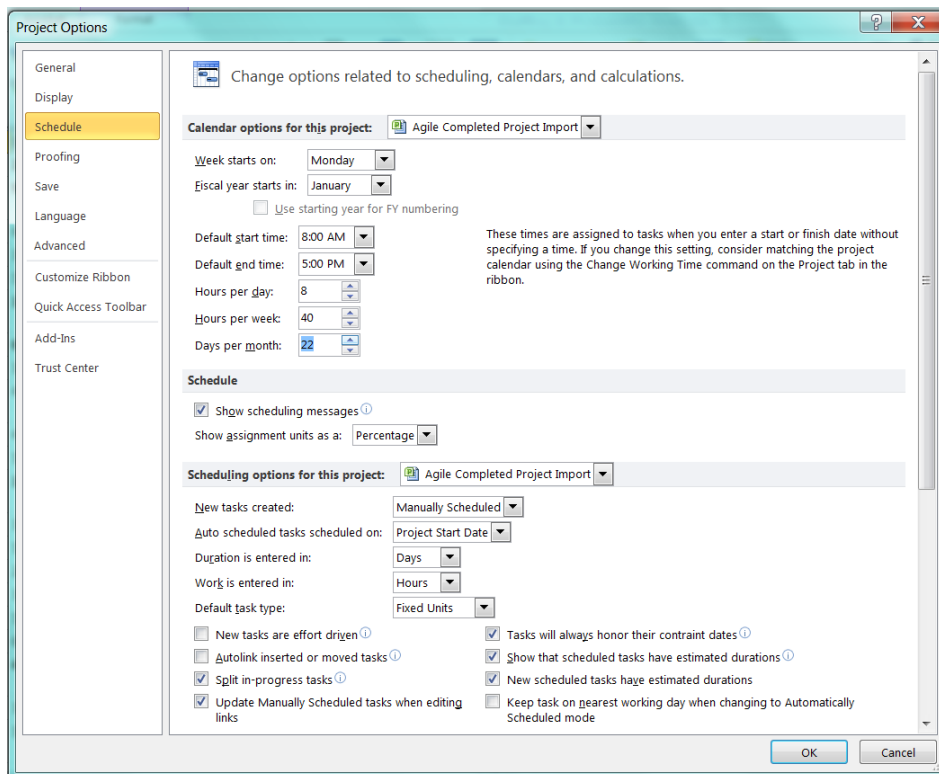 Project Options
General
Display
Schedule
Proofing
Save
Language
Advanced
Customize Ribbon
Quick Access Toolbar
Add-Ins
Trust Center
Change options related to scheduling, calendars, and calculations.
Calendar options for this project: Agile Completed Project Import
Week starts on: Monday
Fiscal year starts in: January
Use starting year for FY numbering
Default start time: 8:00 AM
Default end time: 5:00 PM
Hours per day: 8
Hours per week: 40
Days per month: 22
These times are assigned to tasks when you enter a start or finish date without
specifying a time. If you change this setting, consider matching the project
calendar using the Change Working Time command on the Project tab in the
ribbon.
Schedule
Show scheduling messages
Show assignment units as a: Percentage
Scheduling options for this project: Agile Completed Project Import
New tasks created: Manually Scheduled
Auto scheduled tasks scheduled on: Project Start Date
Duration is entered in: Days
Work is entered in: Hours
Default task type: Fixed Units
New tasks are effort driven
Autolink inserted or moved tasks
Split in-progress tasks
Update Manually Scheduled tasks when editing
links
Tasks will always honor their contraint dates
Show that scheduled tasks have estimated durations
New scheduled tasks have estimated durations
Keep task on nearest working day when changing to Automatically
Scheduled mode
OK Cancel